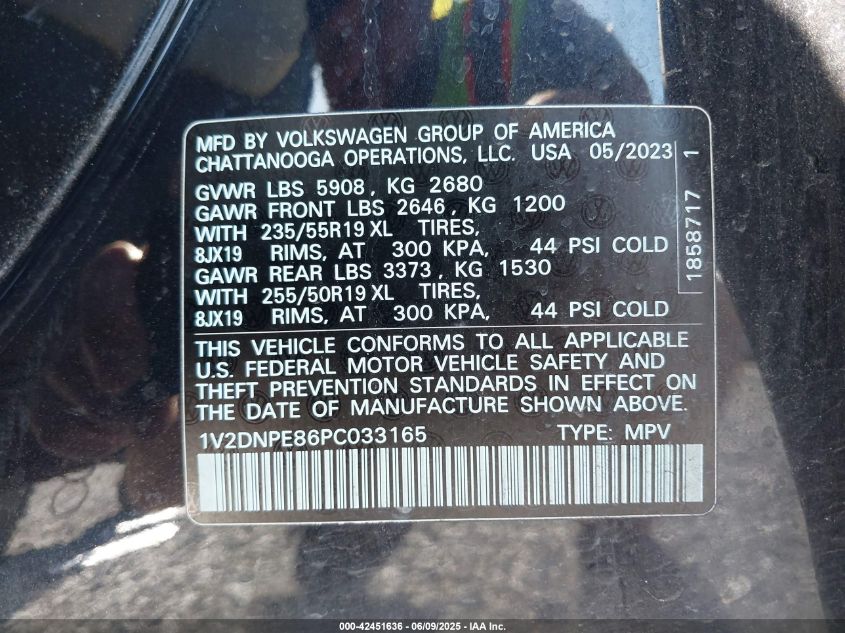 MFD BY VOLKSWAGEN GROUP OF AMERICA
CHATTANOOGA OPERATIONS, LLC. USA 05/2023
GVWR LBS 5908, KG 2680
GAWR FRONT LBS 2646, KG 1200
WITH 235/55R19 XL TIRES,
8JX19 RIMS, AT 300 KPA, 44 PSI COLD
GAWR REAR LBS 3373, KG 1530
WITH 255/50R19 XL TIRES,
8JX19 RIMS, AT 300 KPA, 44 PSI COLD
1858717 1
THIS VEHICLE CONFORMS TO ALL APPLICABLE
U.S. FEDERAL MOTOR VEHICLE SAFETY AND
THEFT PREVENTION STANDARDS IN EFFECT ON
THE DATE OF MANUFACTURE SHOWN ABOVE.
1V2DNPE86PC033165 TYPE: MPV
000-42451636 - 06/09/2025 - IAA Inc.